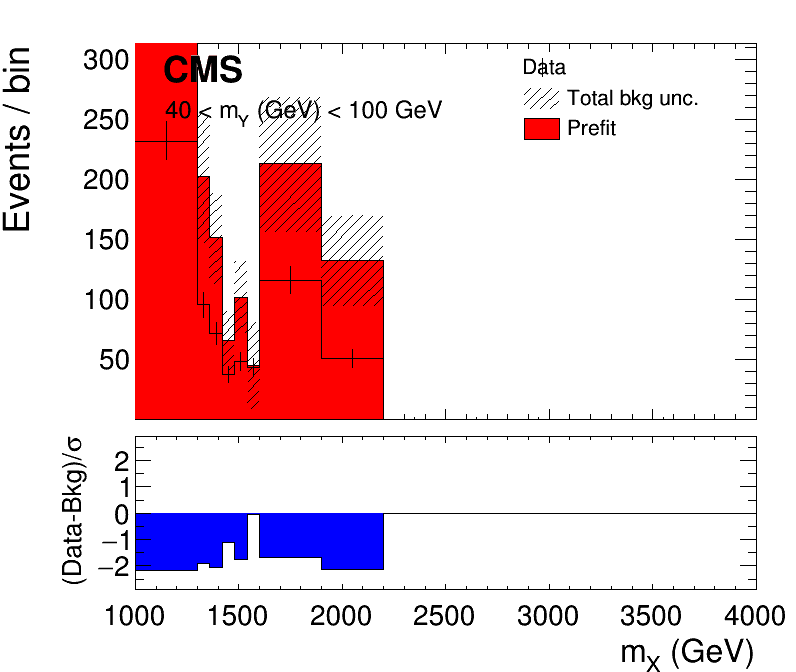 Events / bin
300
250
200
150
100
50
CMS
40 < m_Y (GeV) < 100 GeV
Data
Total bkg unc.
Prefit
(Data-Bkg)/σ
2
1
0
−1
−2
1000 1500 2000 2500 3000 3500 4000
m_X (GeV)